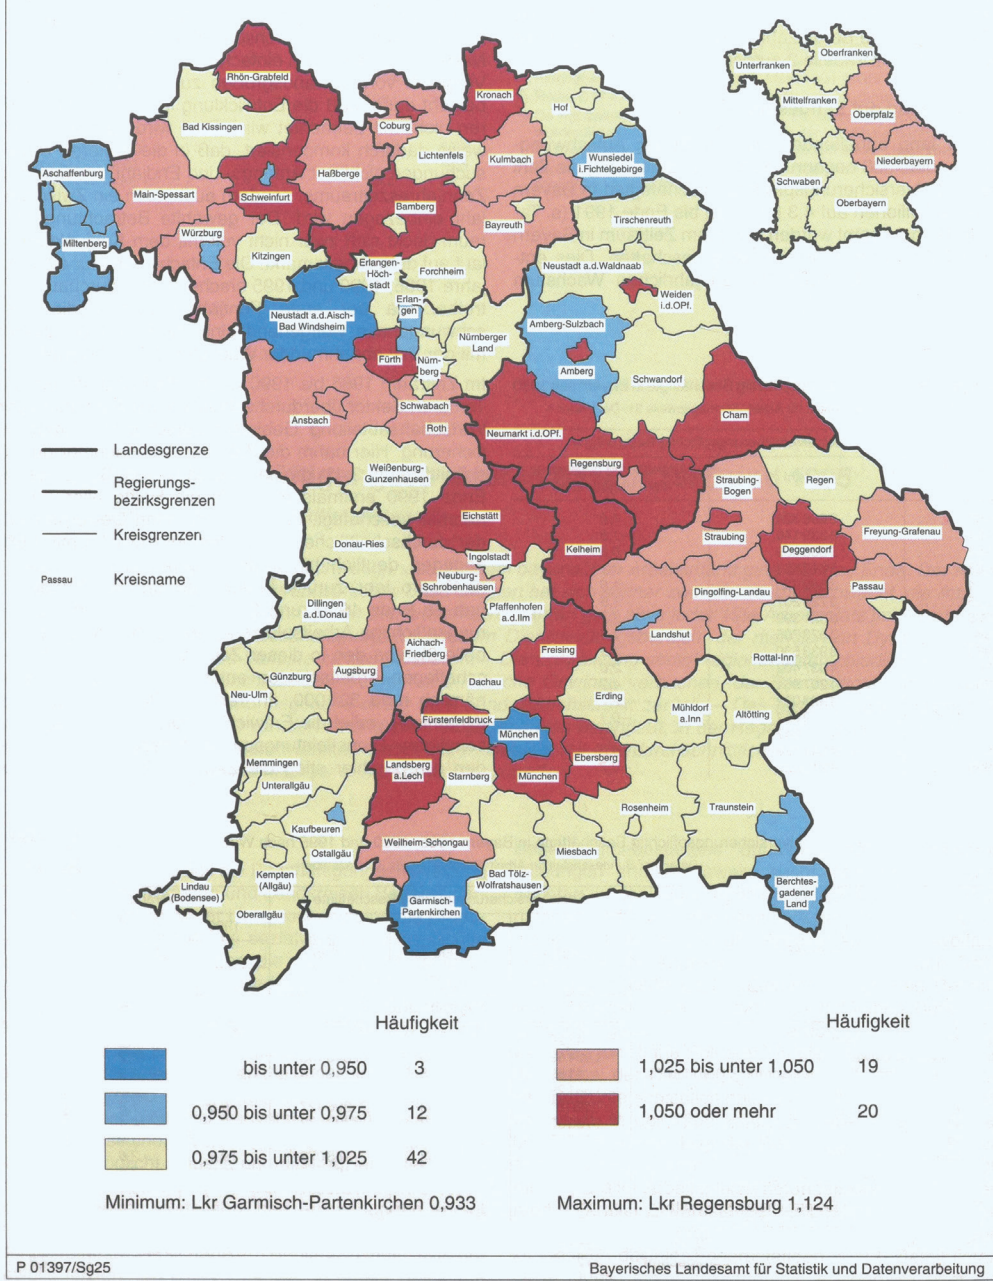 Rhön-Grabfeld
Kronach
Hof
Bad Kissingen
Coburg
Lichtenfels
Kulmbach
Wunsiedel
i.Fichtelgebirge
Aschaffenburg
Main-Spessart
Schweinfurt
Haßberge
Bamberg
Bayreuth
Tirschenreuth
Miltenberg
Würzburg
Kitzingen
Erlangen-
Höch-
stadt
Forchheim
Neustadt a.d.Waldnaab
Weiden
i.d.OPf.
Neustadt a.d.Aisch-
Bad Windsheim
Erlan-
gen
Nürnberger
Land
Amberg-Sulzbach
Fürth
Nürn-
berg
Amberg
Schwandorf
Ansbach
Schwabach
Roth
Neumarkt i.d.OPf.
Cham
Weißenburg-
Gunzenhausen
Regensburg
Straubing-
Bogen
Regen
Eichstätt
Kelheim
Straubing
Deggendorf
Freyung-Grafenau
Donau-Ries
Ingolstadt
Neuburg-
Schrobenhausen
Dingolfing-Landau
Passau
Dillingen
a.d.Donau
Pfaffenhofen
a.d.Ilm
Landshut
Aichach-
Friedberg
Freising
Rottal-Inn
Augsburg
Günzburg
Neu-Ulm
Dachau
Erding
Mühldorf
a.Inn
Altötting
Fürstenfeldbruck
München
Ebersberg
Memmingen
Unterallgäu
Landsberg
a.Lech
Starnberg
München
Rosenheim
Traunstein
Kaufbeuren
Ostallgäu
Weilheim-Schongau
Miesbach
Bad Tölz-
Wolfratshausen
Kempten
(Allgäu)
Lindau
(Bodensee)
Oberallgäu
Garmisch-
Partenkirchen
Berchtes-
gadener
Land
Unterfranken
Oberfranken
Mittelfranken
Oberpfalz
Niederbayern
Schwaben
Oberbayern
Landesgrenze
Regierungs-
bezirksgrenzen
Kreisgrenzen
Passau Kreisname
Häufigkeit
bis unter 0,950 3
0,950 bis unter 0,975 12
0,975 bis unter 1,025 42
Häufigkeit
1,025 bis unter 1,050 19
1,050 oder mehr 20
Minimum: Lkr Garmisch-Partenkirchen 0,933
Maximum: Lkr Regensburg 1,124
P 01397/Sg25
Bayerisches Landesamt für Statistik und Datenverarbeitung